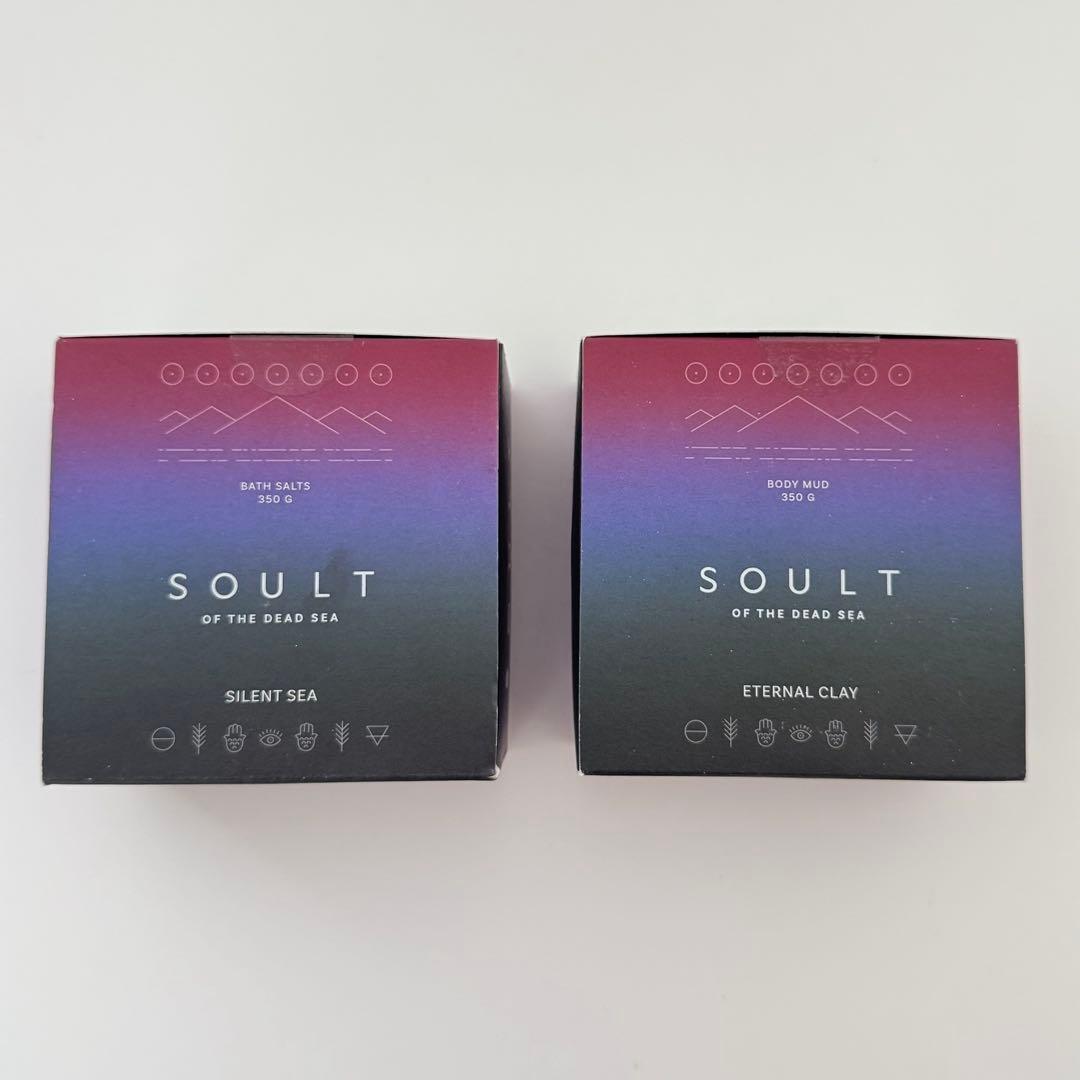 BATH SALTS
350 G
SOULT
OF THE DEAD SEA
SILENT SEA
BODY MUD
350 G
SOULT
OF THE DEAD SEA
ETERNAL CLAY